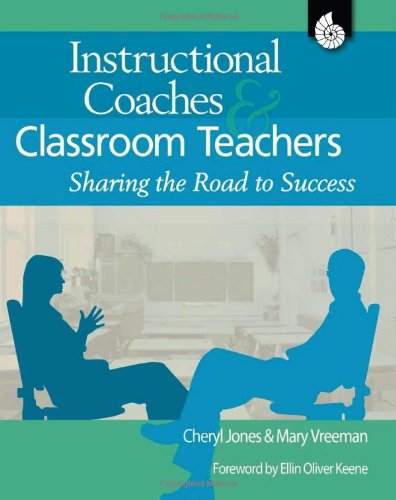 Instructional
Coaches &
Classroom Teachers
Sharing the Road to Success
Cheryl Jones & Mary Vreeman
Foreword by Ellin Oliver Keene